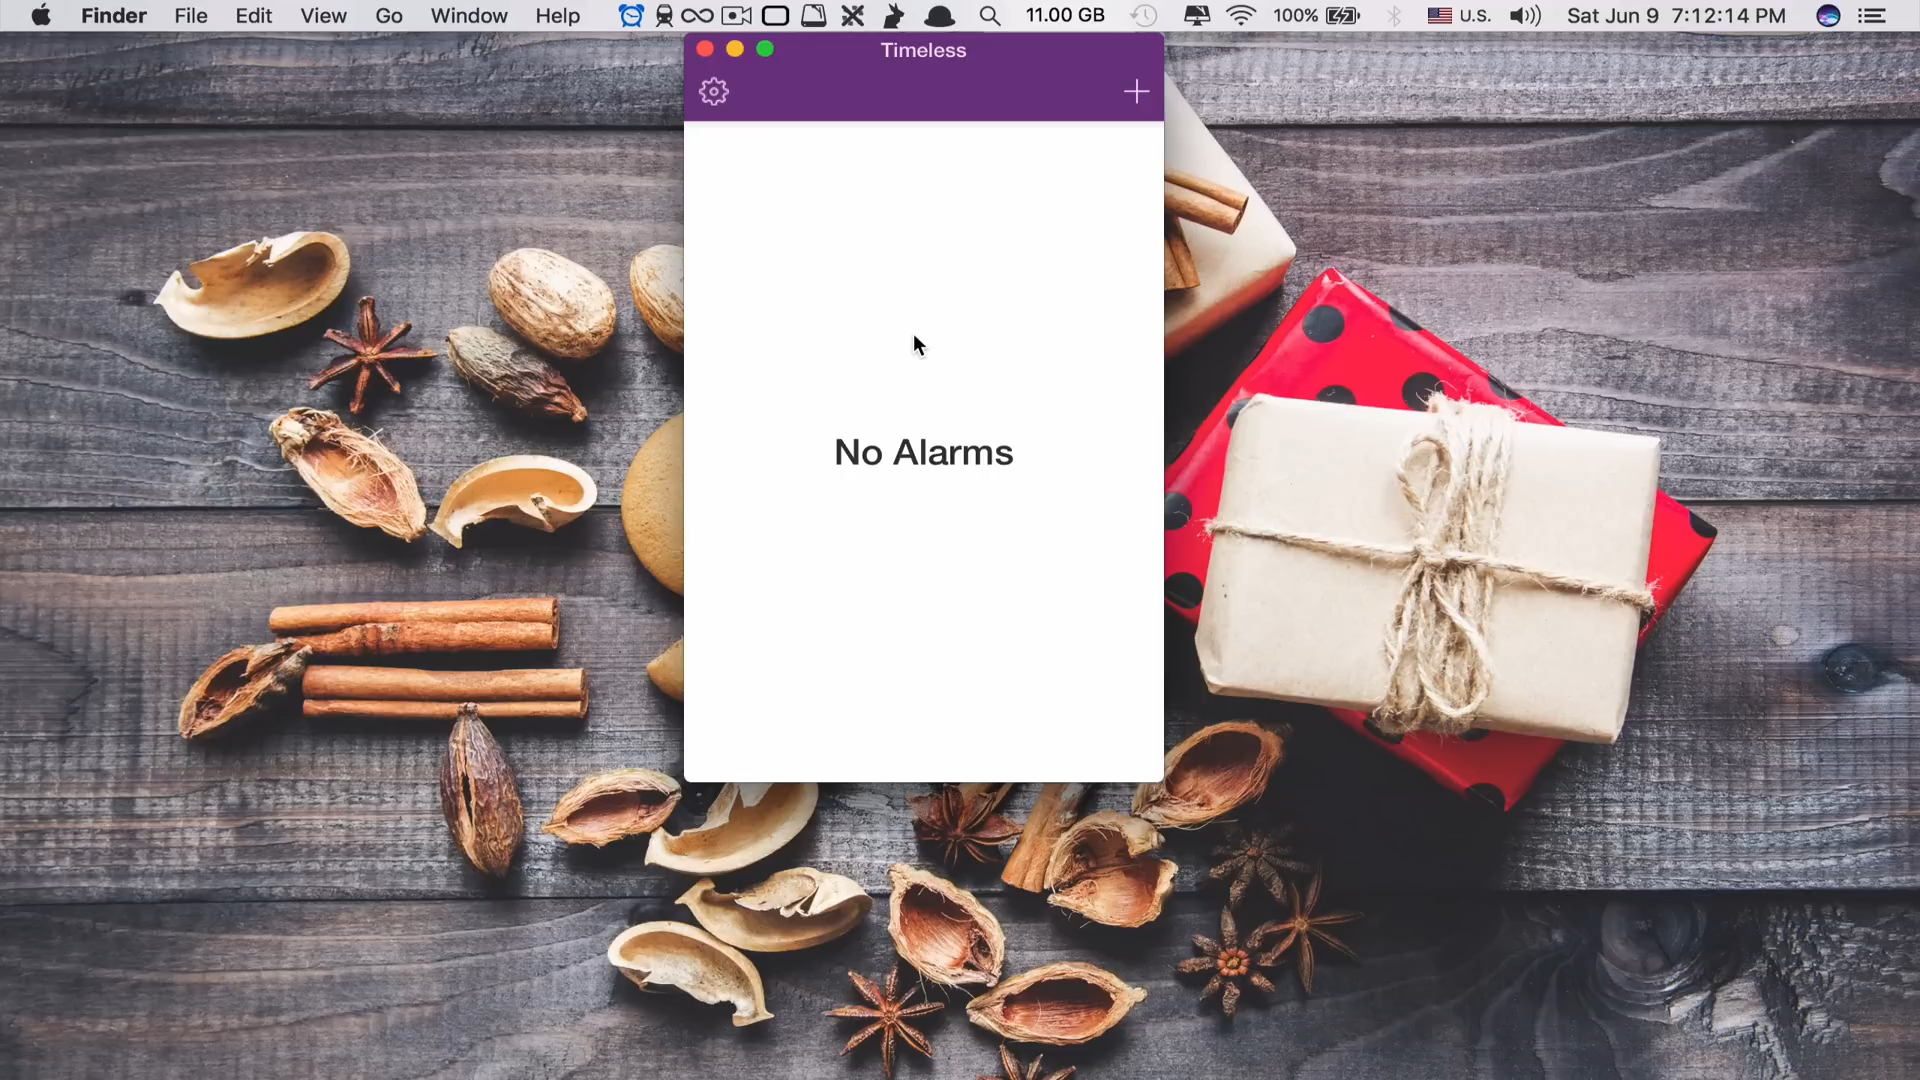 Finder File Edit View Go Window Help 11.00 GB 100% U.S. Sat Jun 9 7:12:14 PM
Timeless
No Alarms